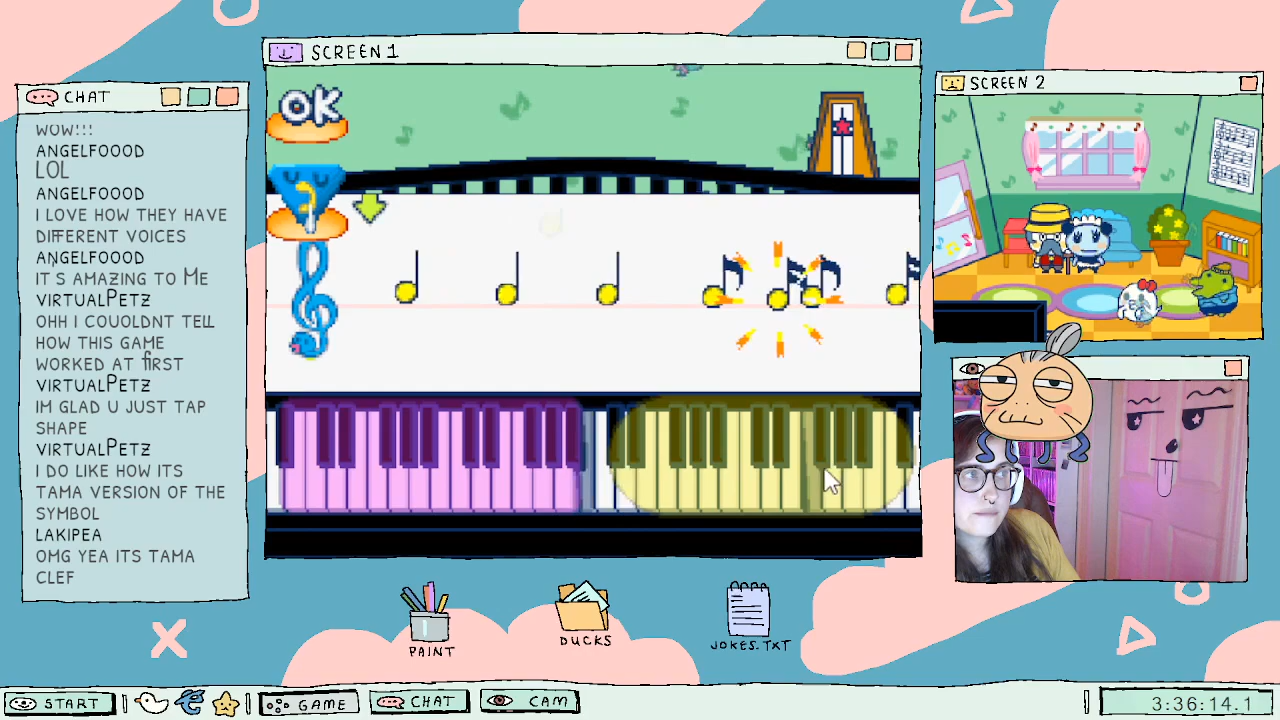 SCREEN 1
SCREEN 2
CHAT
WOW!!!
ANGELFOOOD
LOL
ANGELFOOOD
I LOVE HOW THEY HAVE
DIFFERENT VOICES
ANGELFOOOD
IT S AMAZING TO ME
VIRTUALPETZ
OHH I COUOLDNT TELL
HOW THIS GAME
WORKED AT FIRST
VIRTUALPETZ
IM GLAD U JUST TAP
SHAPE
VIRTUALPETZ
I DO LIKE HOW ITS
TAMA VERSION OF THE
SYMBOL
LAKIPEA
OMG YEA ITS TAMA
CLEF
OK
PAINT
DUCKS
JOKES.TXT
START
GAME
CHAT
CAM
3:36:14.1